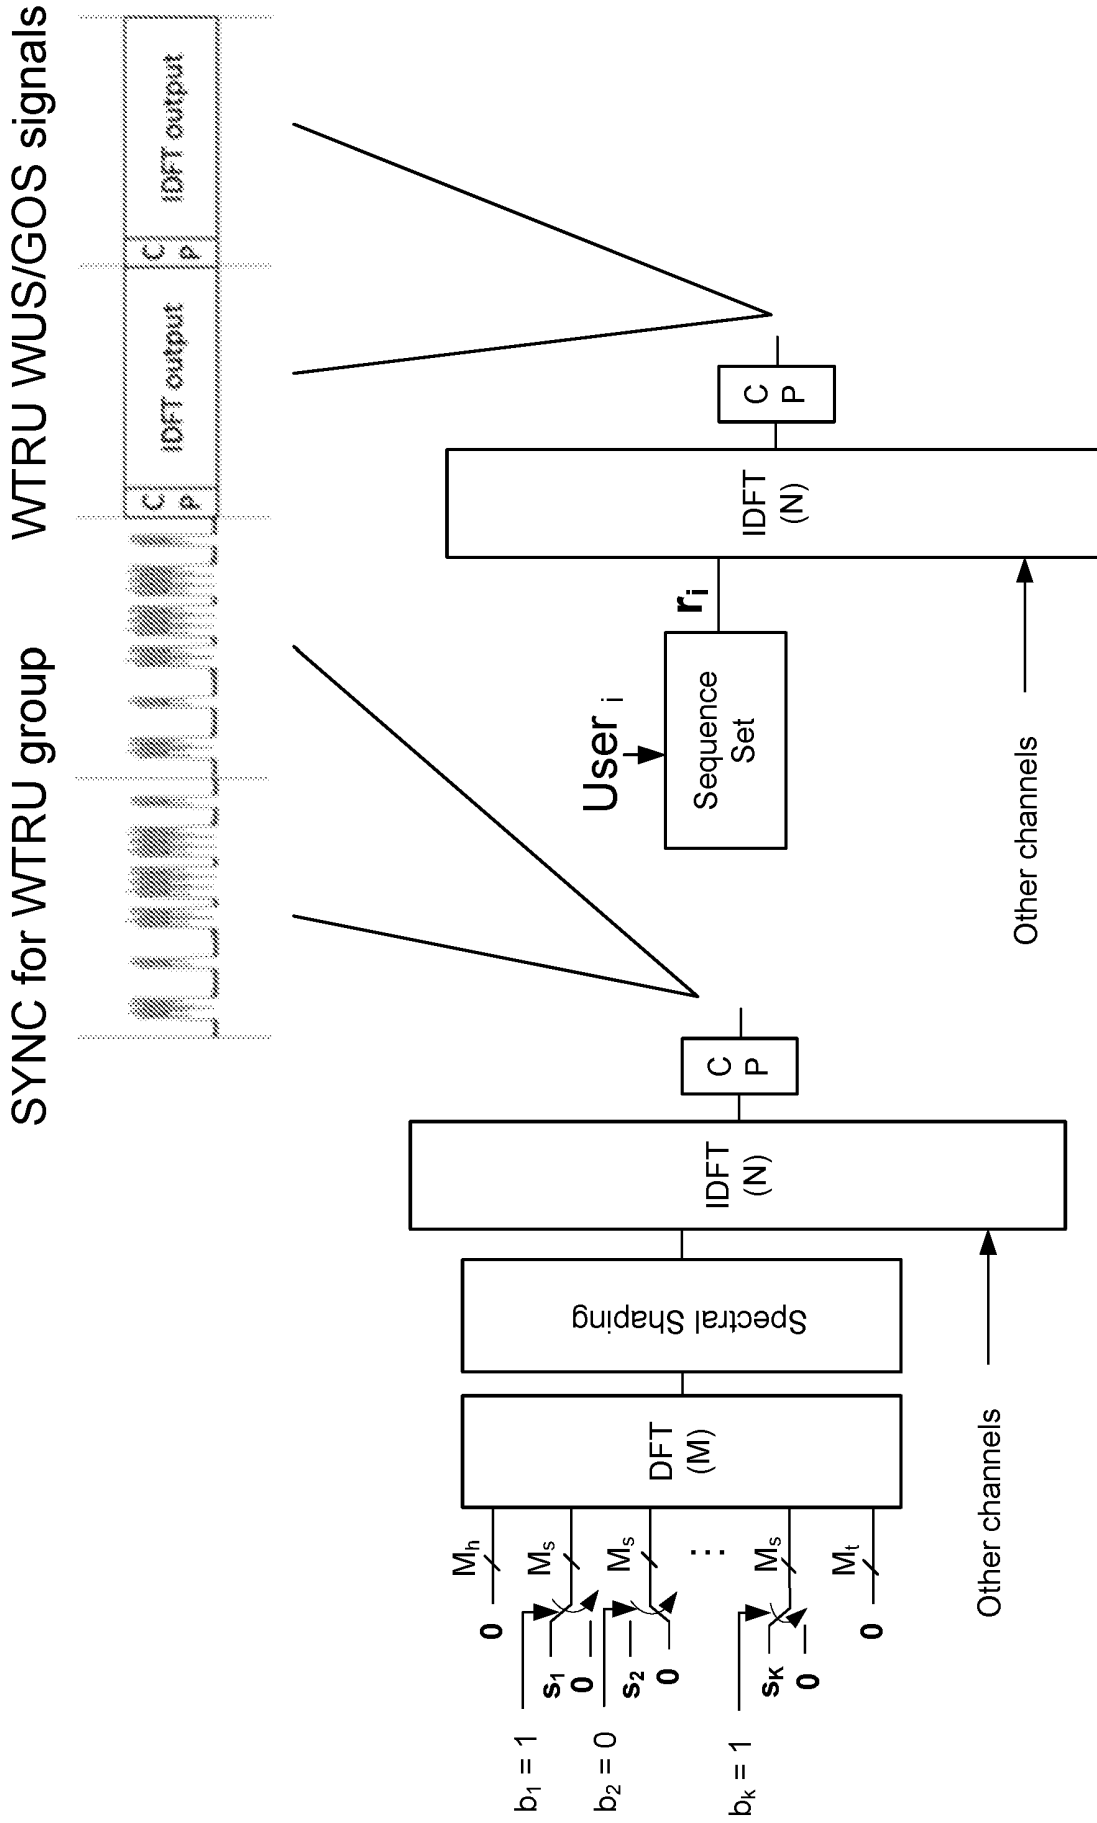 SYNC for WTRU group
WTRU WUS/GOS signals
C
P
IDFT output
C
P
IDFT output
b1 = 1
s1
0
b2 = 0
s2
0
bk = 1
sK
0
0
Mh
Ms
Ms
...
Ms
0
Mt
DFT
(M)
Spectral Shaping
IDFT
(N)
C
P
Other channels
User i
Sequence
Set
ri
IDFT
(N)
C
P
Other channels